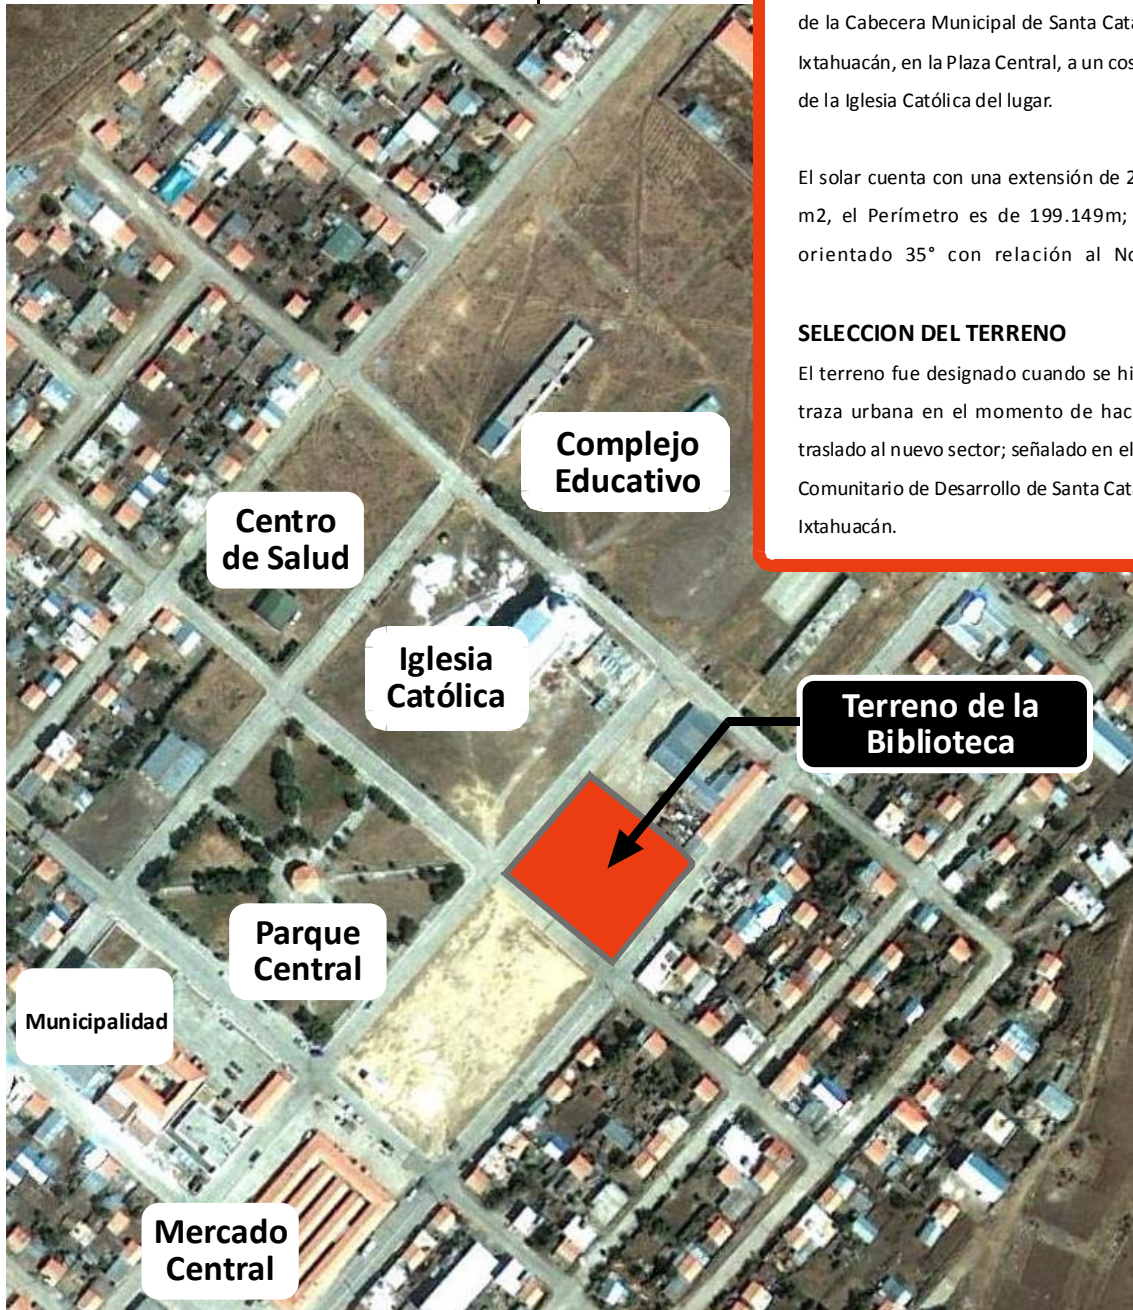 de la Cabecera Municipal de Santa
Ixtahuacán, en la Plaza Central, a un
de la Iglesia Católica del lugar.
El solar cuenta con una extensión de
m2, el Perímetro es de 199.149m;
orientado 35° con relación al
SELECCION DEL TERRENO
El terreno fue designado cuando se
traza urbana en el momento de
traslado al nuevo sector; señalado en el
Comunitario de Desarrollo de Santa
Ixtahuacán.
Complejo
Educativo
Centro
de Salud
Iglesia
Católica
Terreno de la
Biblioteca
Parque
Central
Municipalidad
Mercado
Central